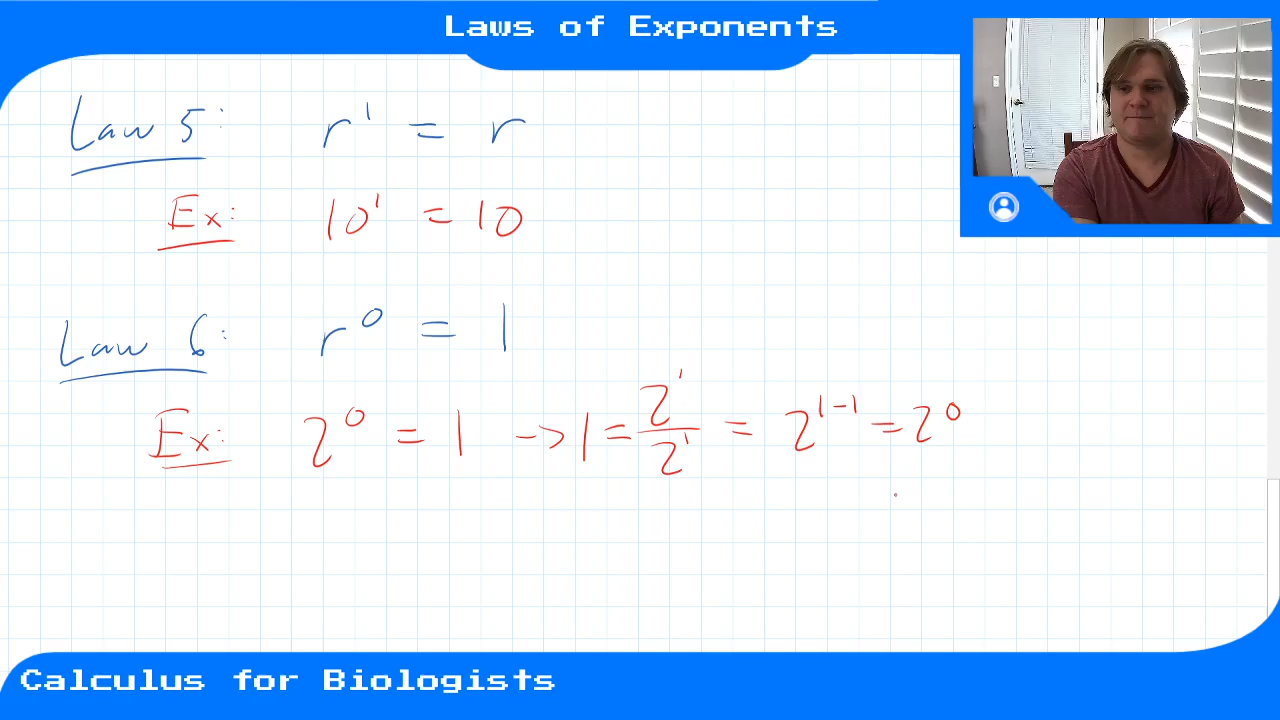 Laws of Exponents
Law 5: r¹ = r
Ex: 10¹ = 10
Law 6: r⁰ = 1
Ex: 2⁰ = 1 → 1 = 2¹/2¹ = 2¹⁻¹ = 2⁰
Calculus for Biologists